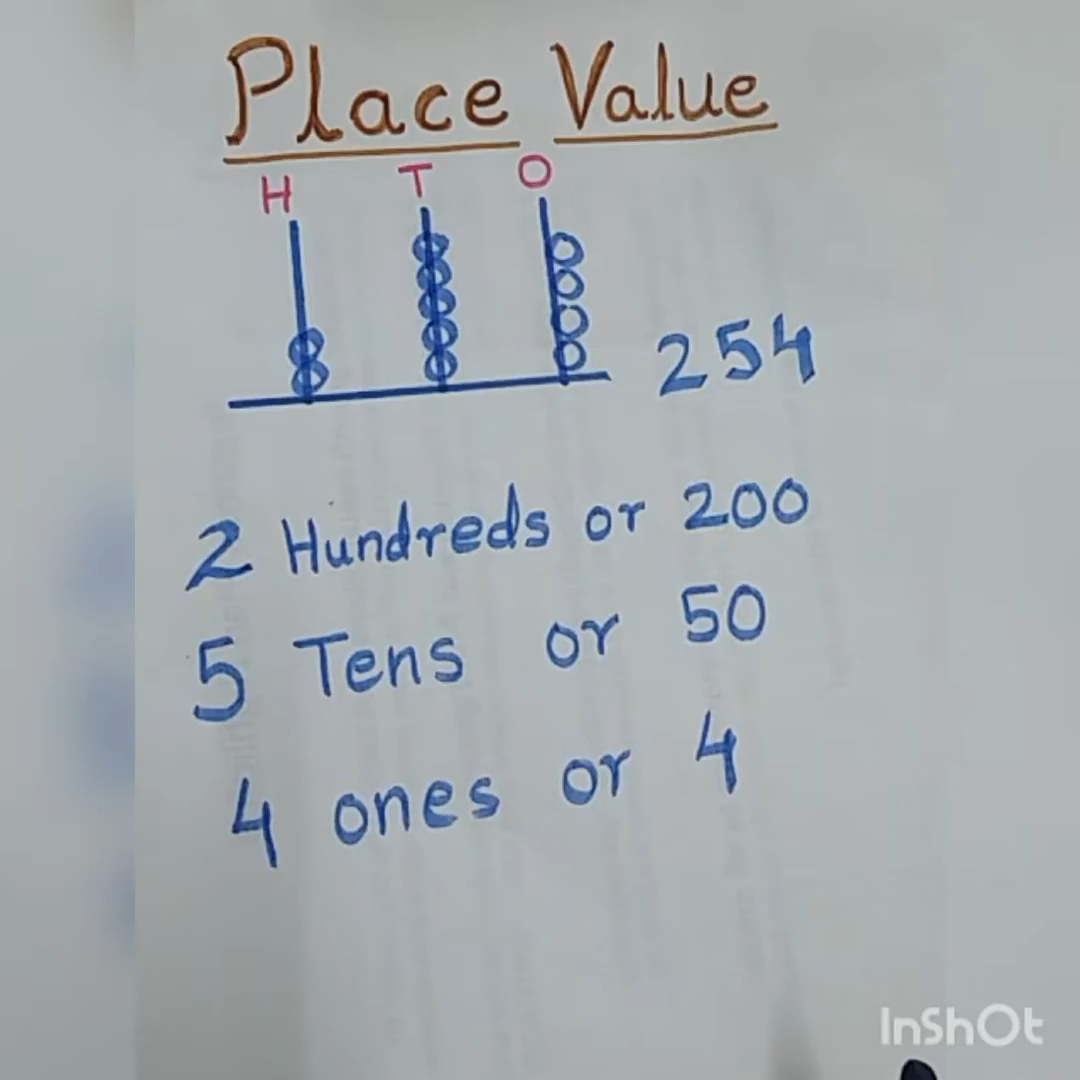 Place Value
H T O
254
2 Hundreds or 200
5 Tens or 50
4 ones or 4
InShOt